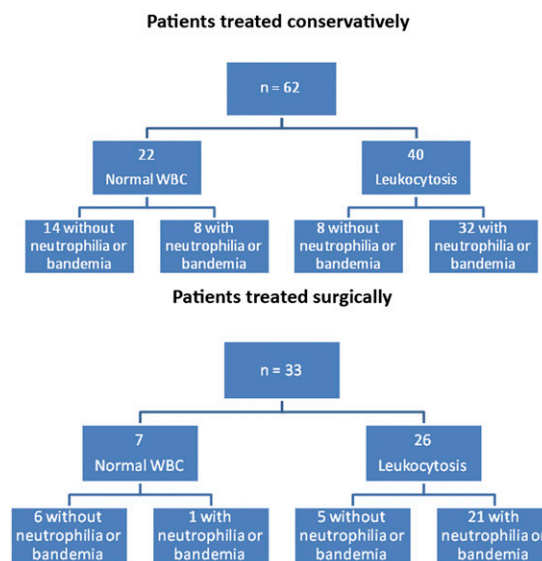 Patients treated conservatively
n = 62
22
Normal WBC
40
Leukocytosis
14 without
neutrophilia or
bandemia
8 with
neutrophilia or
bandemia
8 without
neutrophilia or
bandemia
32 with
neutrophilia or
bandemia
Patients treated surgically
n = 33
7
Normal WBC
26
Leukocytosis
6 without
neutrophilia or
bandemia
1 with
neutrophilia or
bandemia
5 without
neutrophilia or
bandemia
21 with
neutrophilia or
bandemia